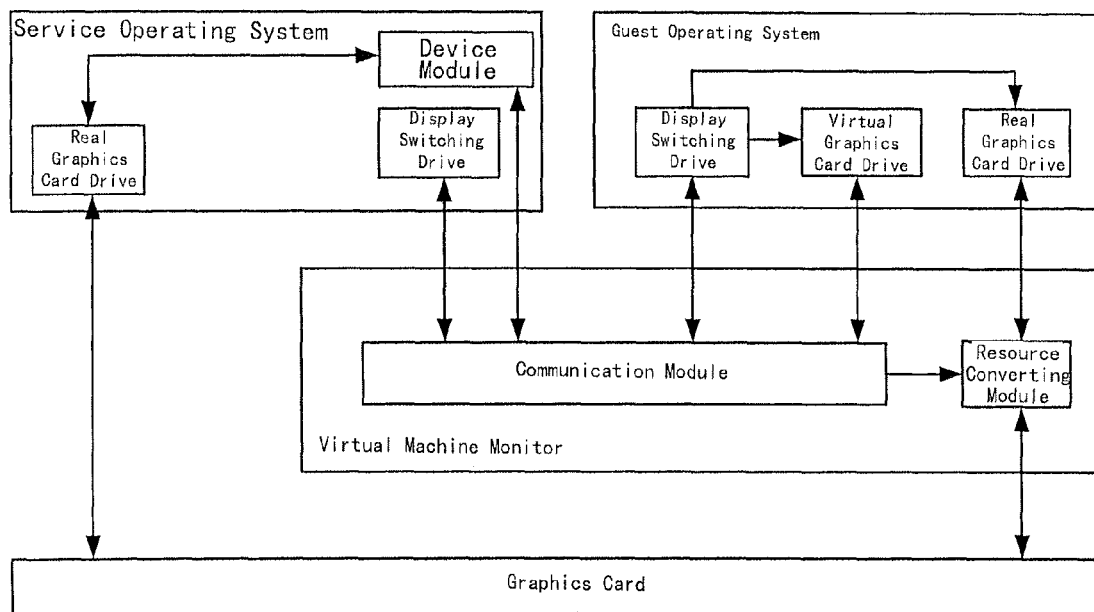 Service Operating System
Device
Module
Real
Graphics
Card Drive
Display
Switching
Drive
Guest Operating System
Display
Switching
Drive
Virtual
Graphics
Card Drive
Real
Graphics
Card Drive
Communication Module
Resource
Converting
Module
Virtual Machine Monitor
Graphics Card